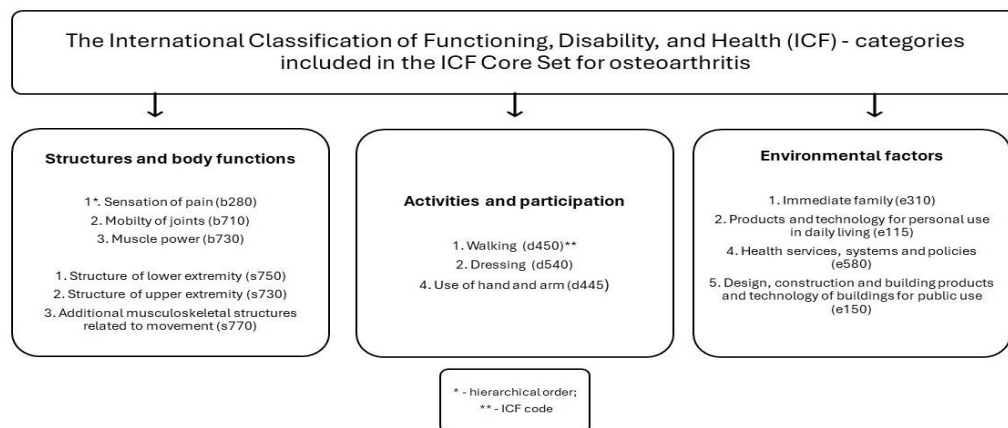 The International Classification of Functioning, Disability, and Health (ICF) - categories
included in the ICF Core Set for osteoarthritis
Structures and body functions
1*. Sensation of pain (b280)
2. Mobilty of joints (b710)
3. Muscle power (b730)
1. Structure of lower extremity (s750)
2. Structure of upper extremity (s730)
3. Additional musculoskeletal structures
related to movement (s770)
Activities and participation
1. Walking (d450)**
2. Dressing (d540)
4. Use of hand and arm (d445)
Environmental factors
1. Immediate family (e310)
2. Products and technology for personal use
in daily living (e115)
4. Health services, systems and policies
(e580)
5. Design, construction and building products
and technology of buildings for public use
(e150)
* - hierarchical order;
** - ICF code